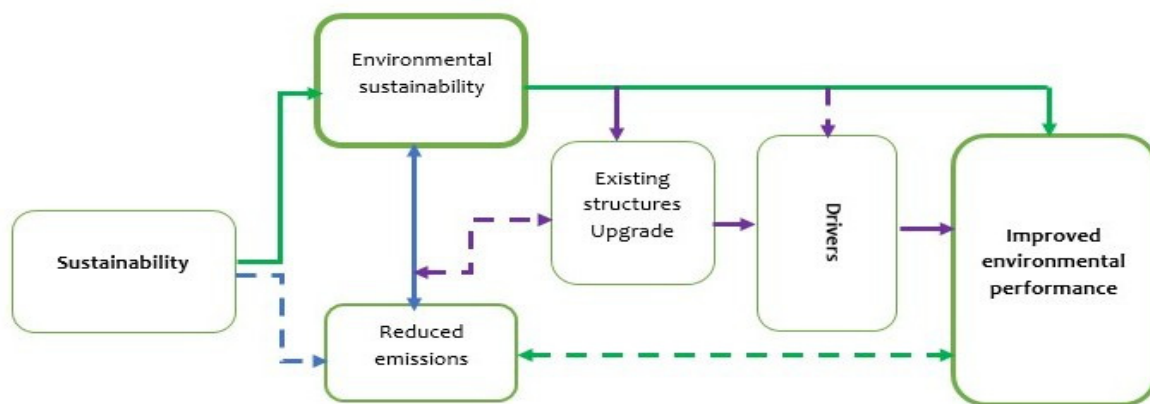 Environmental
sustainability
Existing
structures
Upgrade
Drivers
Sustainability
Improved
environmental
performance
Reduced
emissions